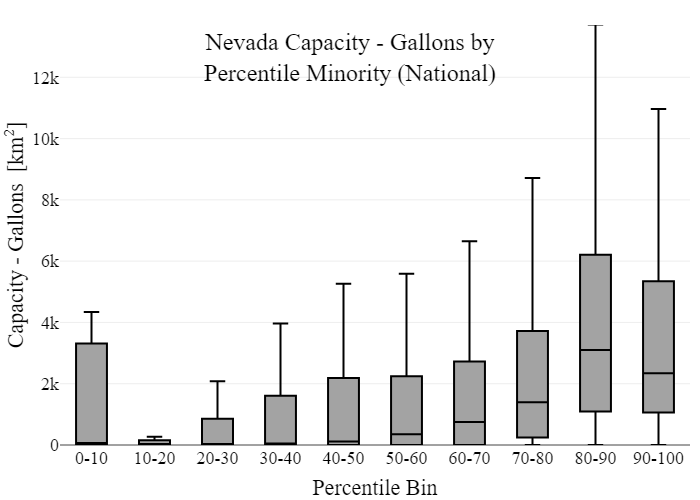 Nevada Capacity - Gallons by
Percentile Minority (National)
Capacity - Gallons [km²]
12k
10k
8k
6k
4k
2k
0
0-10 10-20 20-30 30-40 40-50 50-60 60-70 70-80 80-90 90-100
Percentile Bin